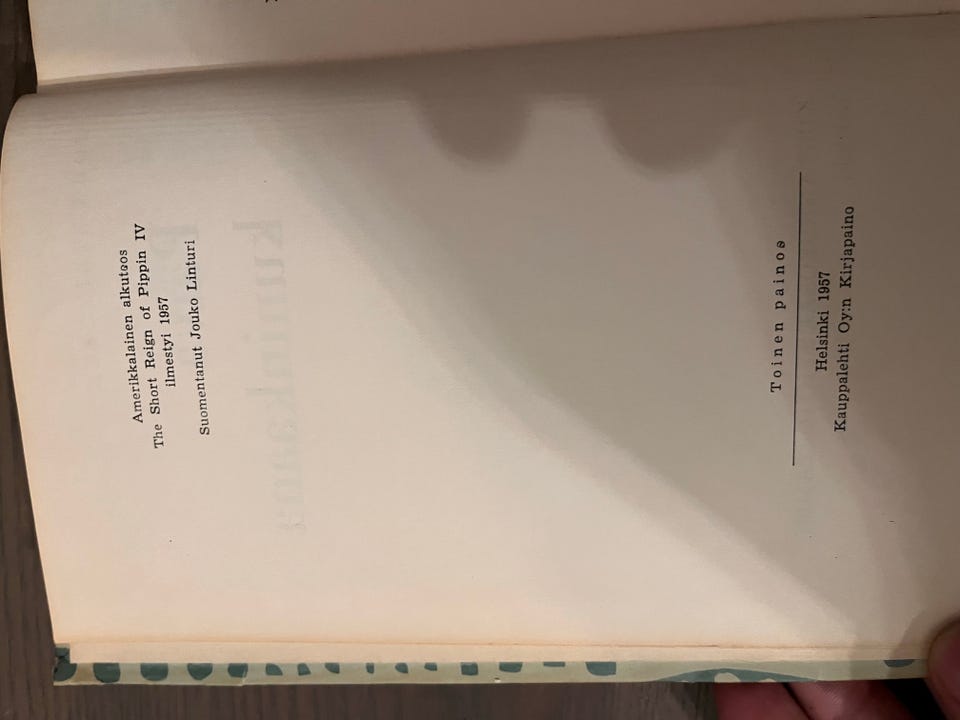 Amerikkalainen alkuteos
The Short Reign of Pippin IV
ilmestyi 1957
Suomentanut Jouko Linturi
Toinen painos
Helsinki 1957
Kauppalehti Oy:n Kirjapaino